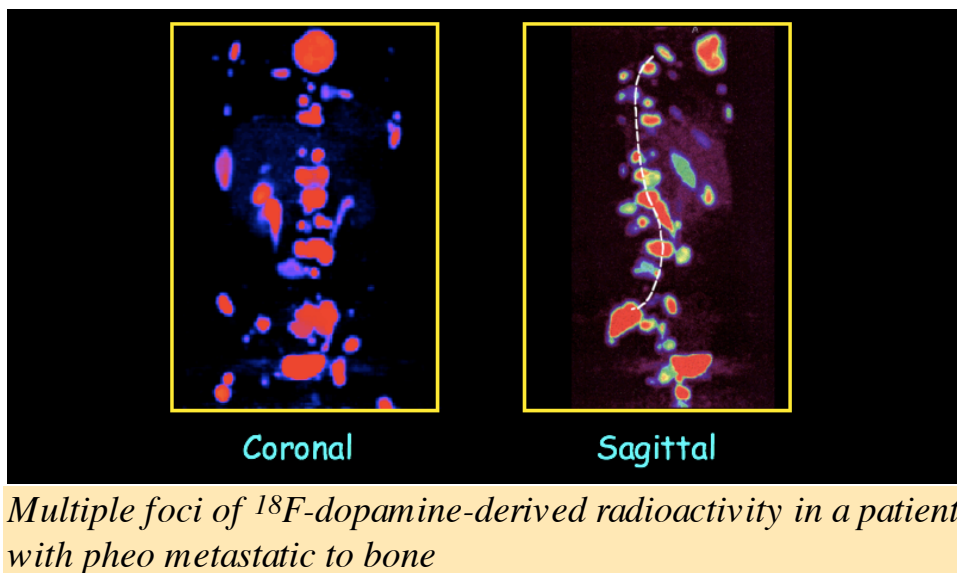 Coronal
Sagittal
Multiple foci of ¹⁸F-dopamine-derived radioactivity in a patient
with pheo metastatic to bone